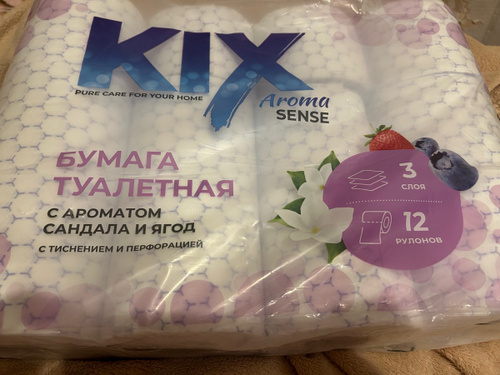 KIX
PURE CARE FOR YOUR HOME
Aroma
SENSE
БУМАГА
ТУАЛЕТНАЯ
С АРОМАТОМ
САНДАЛА И ЯГОД
С ТИСНЕНИЕМ И ПЕРФОРАЦИЕЙ
3
СЛОЯ
12
РУЛОНОВ